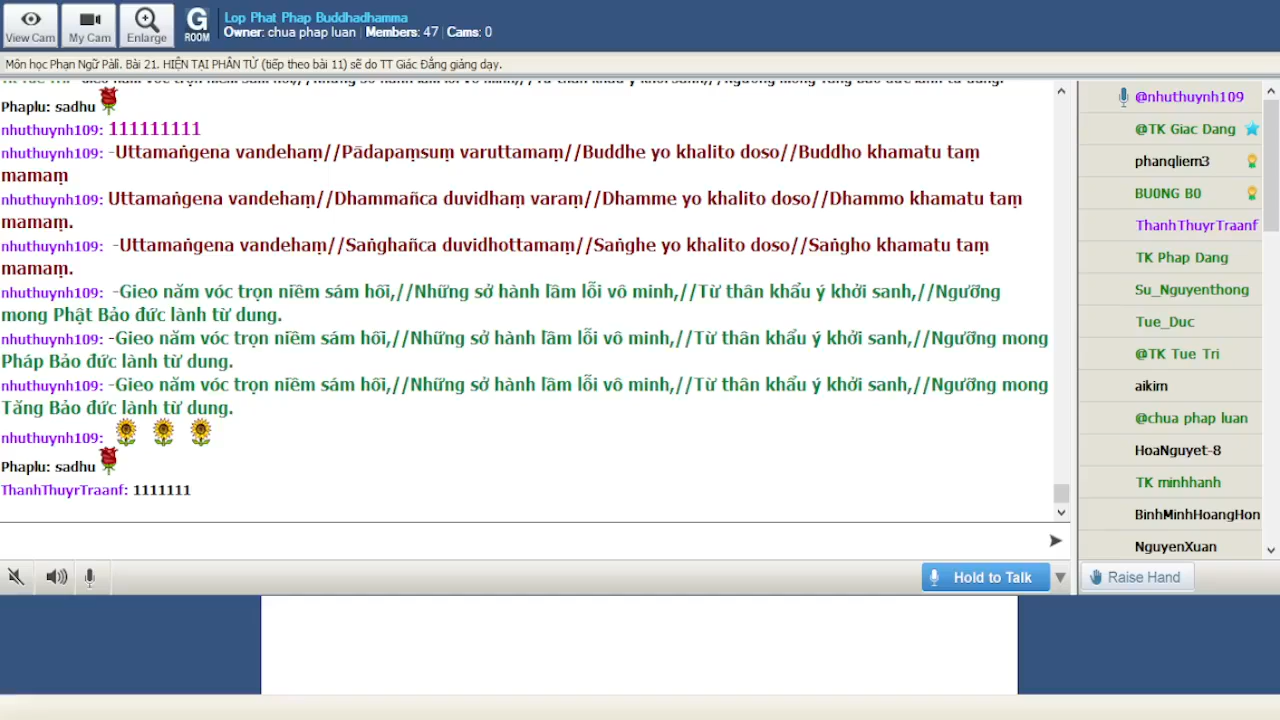 View Cam
My Cam
Enlarge
G
ROOM
Lop Phat Phap Buddhadhamma
Owner: chua phap luan | Members: 47 | Cams: 0
Môn học Phạn Ngữ Pāli. Bài 21. HIỆN TẠI PHÂN TỪ (tiếp theo bài 11) sẽ do TT Giác Đẳng giảng dạy.
Phaplu: sadhu
nhuthuynh109: 111111111
nhuthuynh109: -Uttamaṅgena vandehaṃ//Pādapaṃsuṃ varuttamaṃ//Buddhe yo khalito doso//Buddho khamatu taṃ
mamaṃ
nhuthuynh109: Uttamaṅgena vandehaṃ//Dhammañca duvidhaṃ varaṃ//Dhamme yo khalito doso//Dhammo khamatu taṃ
mamaṃ.
nhuthuynh109: -Uttamaṅgena vandehaṃ//Saṅghañca duvidhottamaṃ//Saṅghe yo khalito doso//Saṅgho khamatu taṃ
mamaṃ.
nhuthuynh109: -Gieo năm vóc trọn niềm sám hối,//Những sở hành lầm lỗi vô minh,//Từ thân khẩu ý khởi sanh,//Ngưỡng
mong Phật Bảo đức lành từ dung.
nhuthuynh109: -Gieo năm vóc trọn niềm sám hối,//Những sở hành lầm lỗi vô minh,//Từ thân khẩu ý khởi sanh,//Ngưỡng mong
Pháp Bảo đức lành từ dung.
nhuthuynh109: -Gieo năm vóc trọn niềm sám hối,//Những sở hành lầm lỗi vô minh,//Từ thân khẩu ý khởi sanh,//Ngưỡng mong
Tăng Bảo đức lành từ dung.
nhuthuynh109:
Phaplu: sadhu
ThanhThuyrTraanf: 1111111
@nhuthuynh109
@TK Giac Dang
phanqliem3
BU0NG B0
ThanhThuyrTraanf
TK Phap Dang
Su_Nguyenthong
Tue_Duc
@TK Tue Tri
aikim
@chua phap luan
HoaNguyet-8
TK minhhanh
BinhMinhHoangHon
NguyenXuan
Hold to Talk
Raise Hand